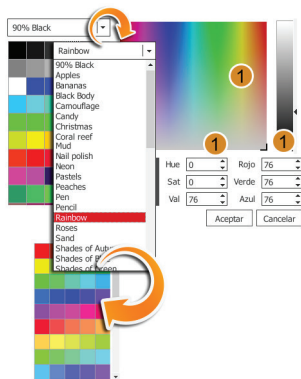 90% Black
Rainbow
90% Black
Apples
Bananas
Black Body
Camouflage
Candy
Christmas
Coral reef
Mud
Nail polish
Neon
Pastels
Peaches
Pen
Pencil
Rainbow
Roses
Sand
Shades of
Shades of
Shades of
1
1
1
Hue 0 Rojo 76
Sat 0 Verde 76
Val 76 Azul 76
Aceptar Cancelar